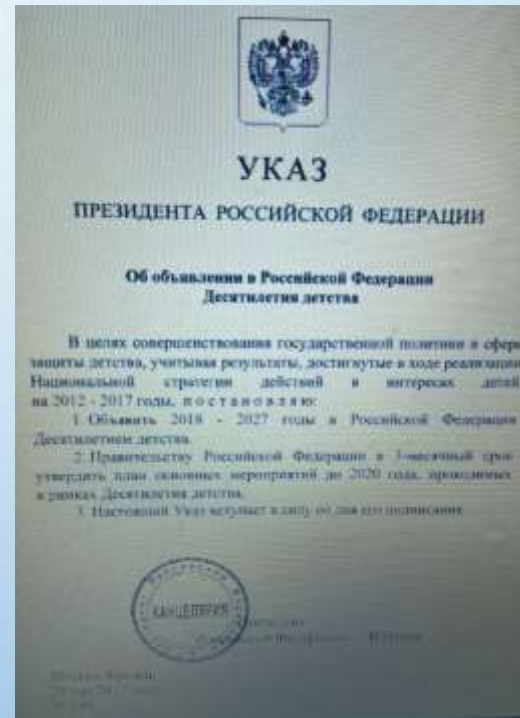 УКАЗ
ПРЕЗИДЕНТА РОССИЙСКОЙ ФЕДЕРАЦИИ
Об объявлении в Российской Федерации
Десятилетия детства
В целях совершенствования государственной политики в сфере
защиты детства, учитывая результаты, достигнутые в ходе реализации
Национальной стратегии действий в интересах детей
на 2012 - 2017 годы, п о с т а н о в л я ю:
1. Объявить 2018 - 2027 годы в Российской Федерации
Десятилетием детства.
2. Правительству Российской Федерации в 3-месячный срок
утвердить план основных мероприятий до 2020 года, проводимых
в рамках Десятилетия детства.
3. Настоящий Указ вступает в силу со дня его подписания.
КАНЦЕЛЯРИЯ
Российской Федерации